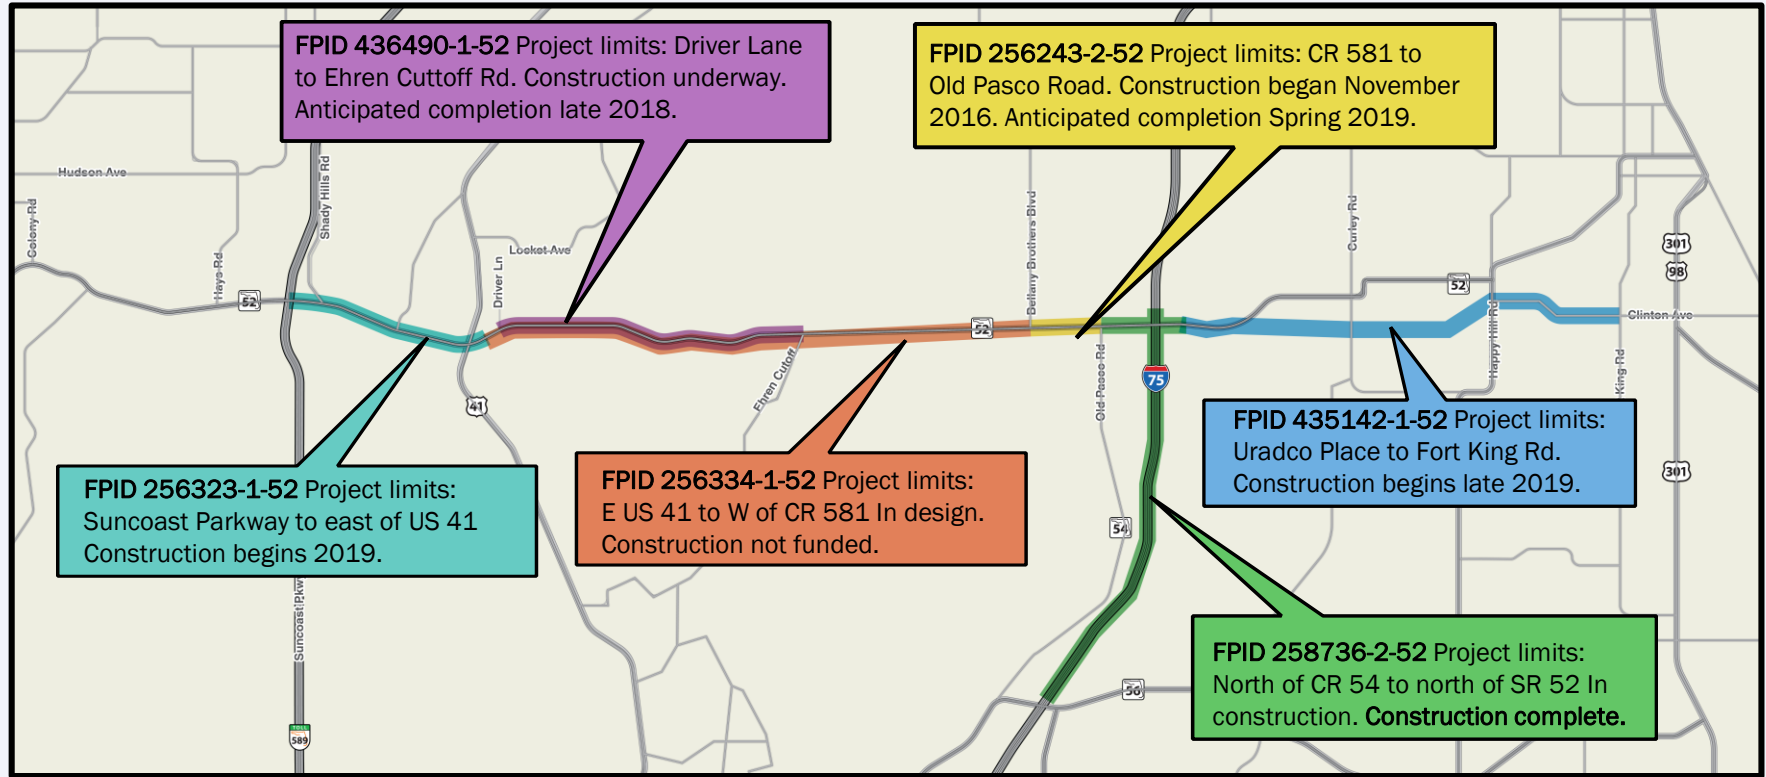 FPID 436490-1-52 Project limits: Driver Lane
to Ehren Cuttoff Rd. Construction underway.
Anticipated completion late 2018.
FPID 256243-2-52 Project limits: CR 581 to
Old Pasco Road. Construction began November
2016. Anticipated completion Spring 2019.
Hudson Ave
Colony Rd
Hays Rd
Shady Hills Rd
Locket Ave
Driver Ln
Bellamy Brothers Blvd
Curley Rd
301
98
52
52
52
Clinton Ave
Happy Hill Rd
King Rd
Ehren Cutoff
Old Pasco Rd
75
41
FPID 435142-1-52 Project limits:
Uradco Place to Fort King Rd.
Construction begins late 2019.
301
FPID 256323-1-52 Project limits:
Suncoast Parkway to east of US 41
Construction begins 2019.
FPID 256334-1-52 Project limits:
E US 41 to W of CR 581 In design.
Construction not funded.
54
Suncoast Pkwy
FPID 258736-2-52 Project limits:
North of CR 54 to north of SR 52 In
construction. Construction complete.
56
TOLL
589